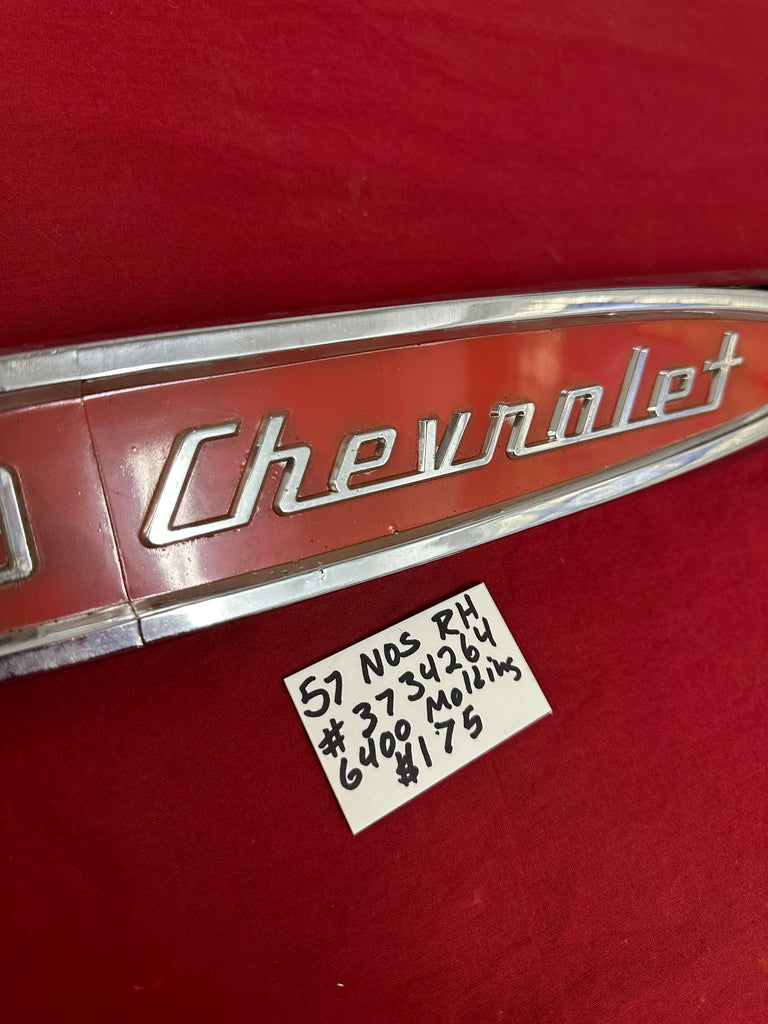 Chevrolet
57 NOS RH
#3734264
6400 Molding
$175